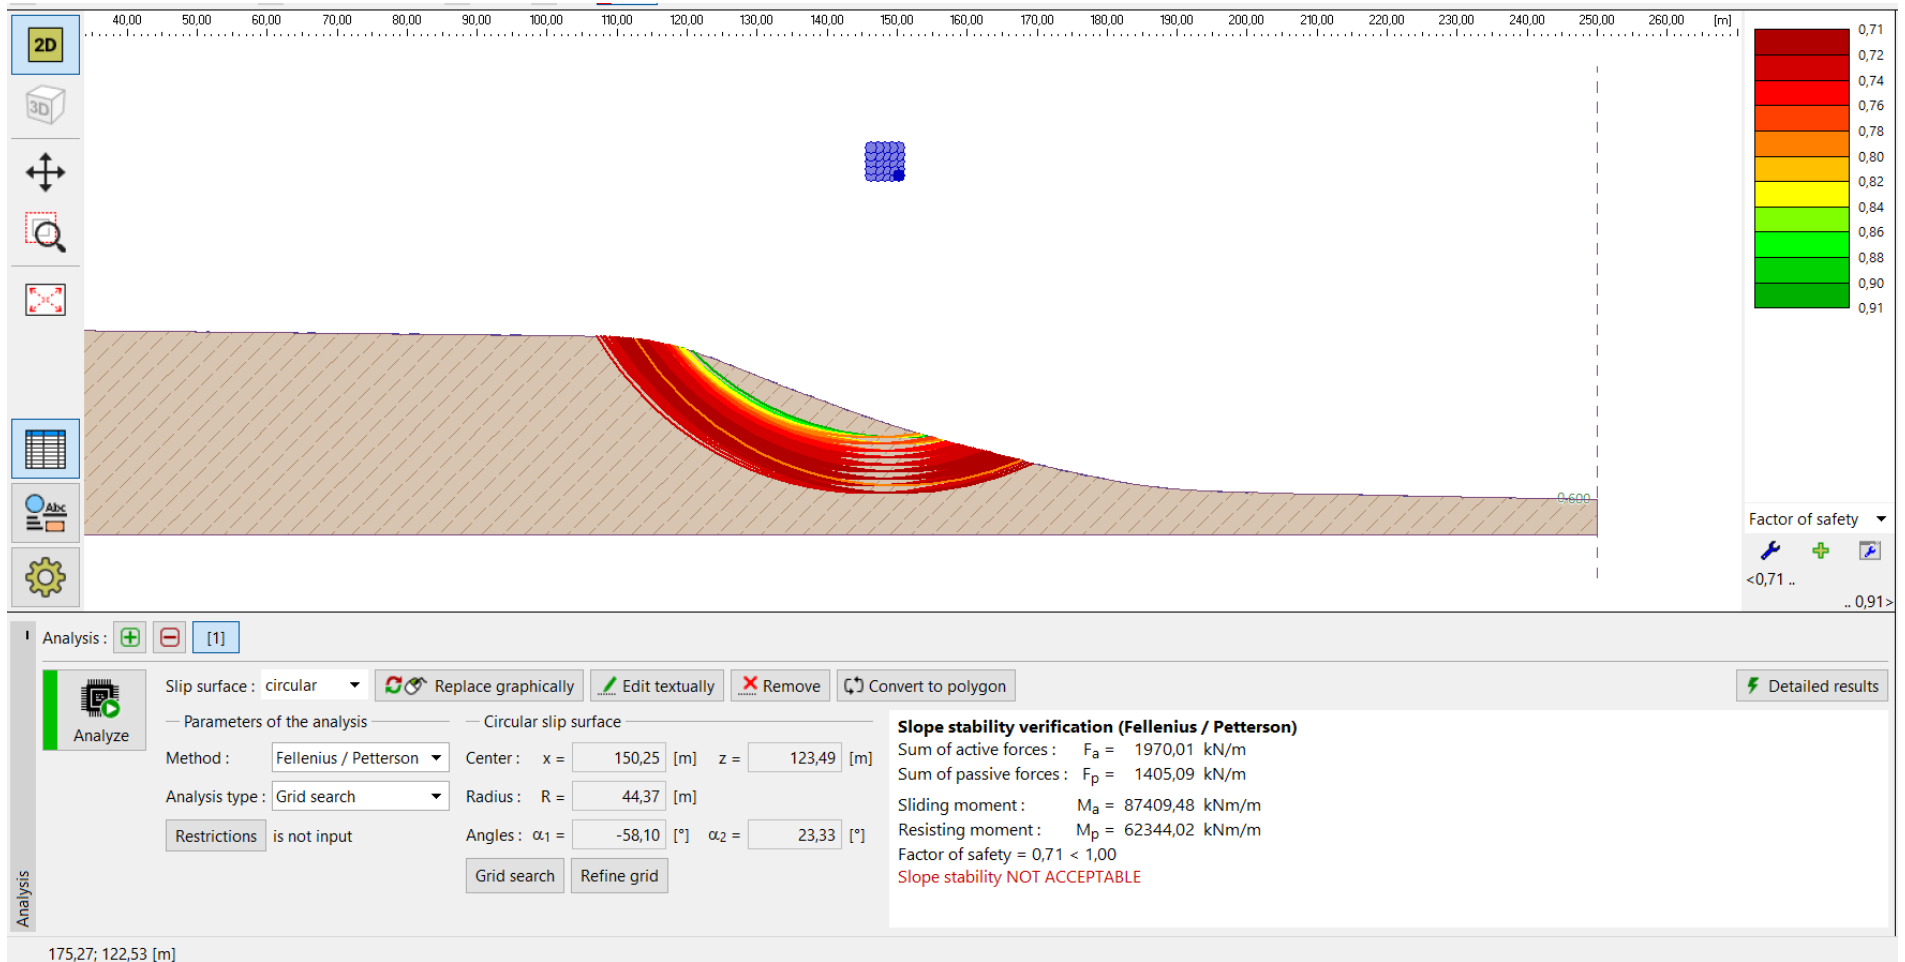 40,00 50,00 60,00 70,00 80,00 90,00 100,00 110,00 120,00 130,00 140,00 150,00 160,00 170,00 180,00 190,00 200,00 210,00 220,00 230,00 240,00 250,00 260,00 [m]
2D
3D
Abc
0,71
0,72
0,74
0,76
0,78
0,80
0,82
0,84
0,86
0,88
0,90
0,91
0,600
Factor of safety
<0,71 ..
.. 0,91>
Analysis : [1]
Analyze
Slip surface : circular Replace graphically Edit textually Remove Convert to polygon Detailed results
Parameters of the analysis
Method : Fellenius / Petterson
Analysis type : Grid search
Restrictions is not input
Circular slip surface
Center : x = 150,25 [m] z = 123,49 [m]
Radius : R = 44,37 [m]
Angles : α1 = -58,10 [°] α2 = 23,33 [°]
Grid search Refine grid
Slope stability verification (Fellenius / Petterson)
Sum of active forces : Fa = 1970,01 kN/m
Sum of passive forces : Fp = 1405,09 kN/m
Sliding moment : Ma = 87409,48 kNm/m
Resisting moment : Mp = 62344,02 kNm/m
Factor of safety = 0,71 < 1,00
Slope stability NOT ACCEPTABLE
Analysis
175,27; 122,53 [m]